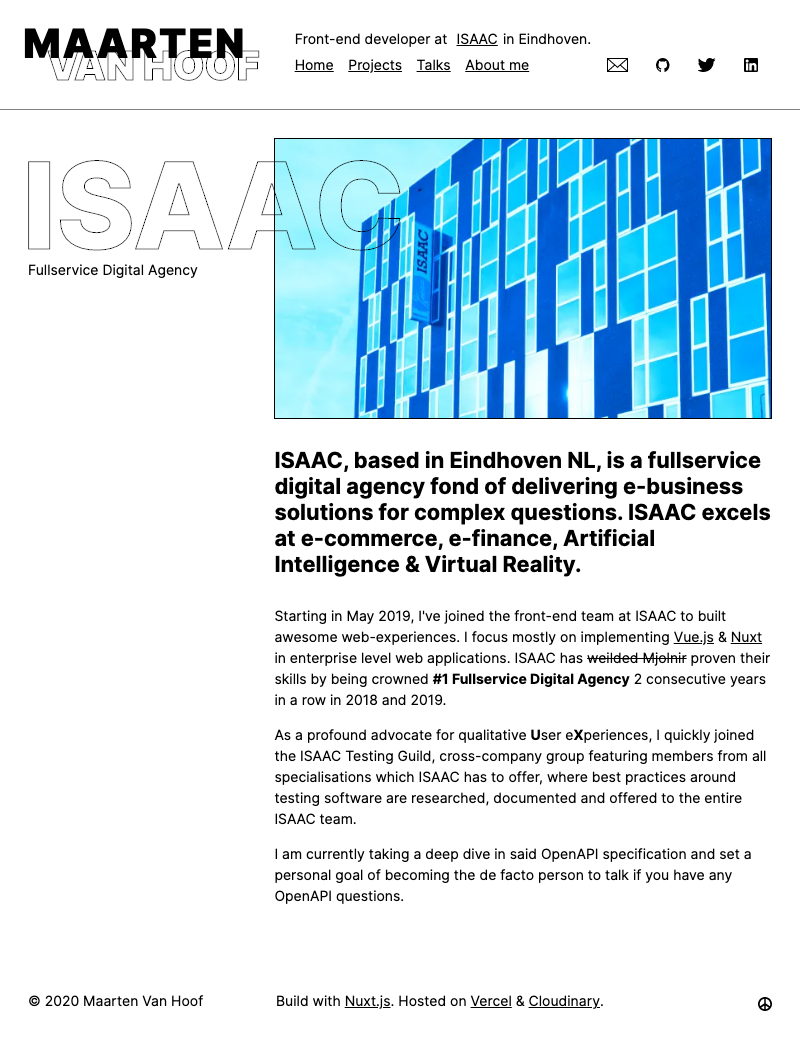 MAARTEN
VAN HOOF
Front-end developer at ISAAC in Eindhoven.
Home Projects Talks About me
ISAAC
Fullservice Digital Agency
ISAAC
ISAAC, based in Eindhoven NL, is a fullservice
digital agency fond of delivering e-business
solutions for complex questions. ISAAC excels
at e-commerce, e-finance, Artificial
Intelligence & Virtual Reality.
Starting in May 2019, I've joined the front-end team at ISAAC to built
awesome web-experiences. I focus mostly on implementing Vue.js & Nuxt
in enterprise level web applications. ISAAC has weilded Mjolnir proven their
skills by being crowned #1 Fullservice Digital Agency 2 consecutive years
in a row in 2018 and 2019.
As a profound advocate for qualitative User eXperiences, I quickly joined
the ISAAC Testing Guild, cross-company group featuring members from all
specialisations which ISAAC has to offer, where best practices around
testing software are researched, documented and offered to the entire
ISAAC team.
I am currently taking a deep dive in said OpenAPI specification and set a
personal goal of becoming the de facto person to talk if you have any
OpenAPI questions.
© 2020 Maarten Van Hoof
Build with Nuxt.js. Hosted on Vercel & Cloudinary.